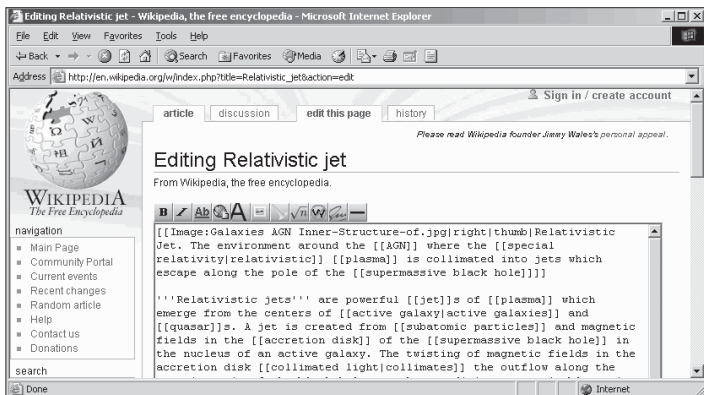 Editing Relativistic jet - Wikipedia, the free encyclopedia - Microsoft Internet Explorer
File Edit View Favorites Tools Help
Back Search Favorites Media
Address http://en.wikipedia.org/w/index.php?title=Relativistic_jet&action=edit
Sign in / create account
article discussion edit this page history
Please read Wikipedia founder Jimmy Wales's personal appeal.
Editing Relativistic jet
From Wikipedia, the free encyclopedia.
WIKIPEDIA
The Free Encyclopedia
navigation
Main Page
Community Portal
Current events
Recent changes
Random article
Help
Contact us
Donations
search
B I Ab A √n W
[[Image:Galaxies AGN Inner-Structure-of.jpg|right|thumb|Relativistic
Jet. The environment around the [[AGN]] where the [[special
relativity|relativistic]] [[plasma]] is collimated into jets which
escape along the pole of the [[supermassive black hole]]]]
'''Relativistic jets''' are powerful [[jet]]s of [[plasma]] which
emerge from the centers of [[active galaxy|active galaxies]] and
[[quasar]]s. A jet is created from [[subatomic particles]] and magnetic
fields in the [[accretion disk]] of the [[supermassive black hole]] in
the nucleus of an active galaxy. The twisting of magnetic fields in the
accretion disk [[collimated light|collimates]] the outflow along the
Done Internet